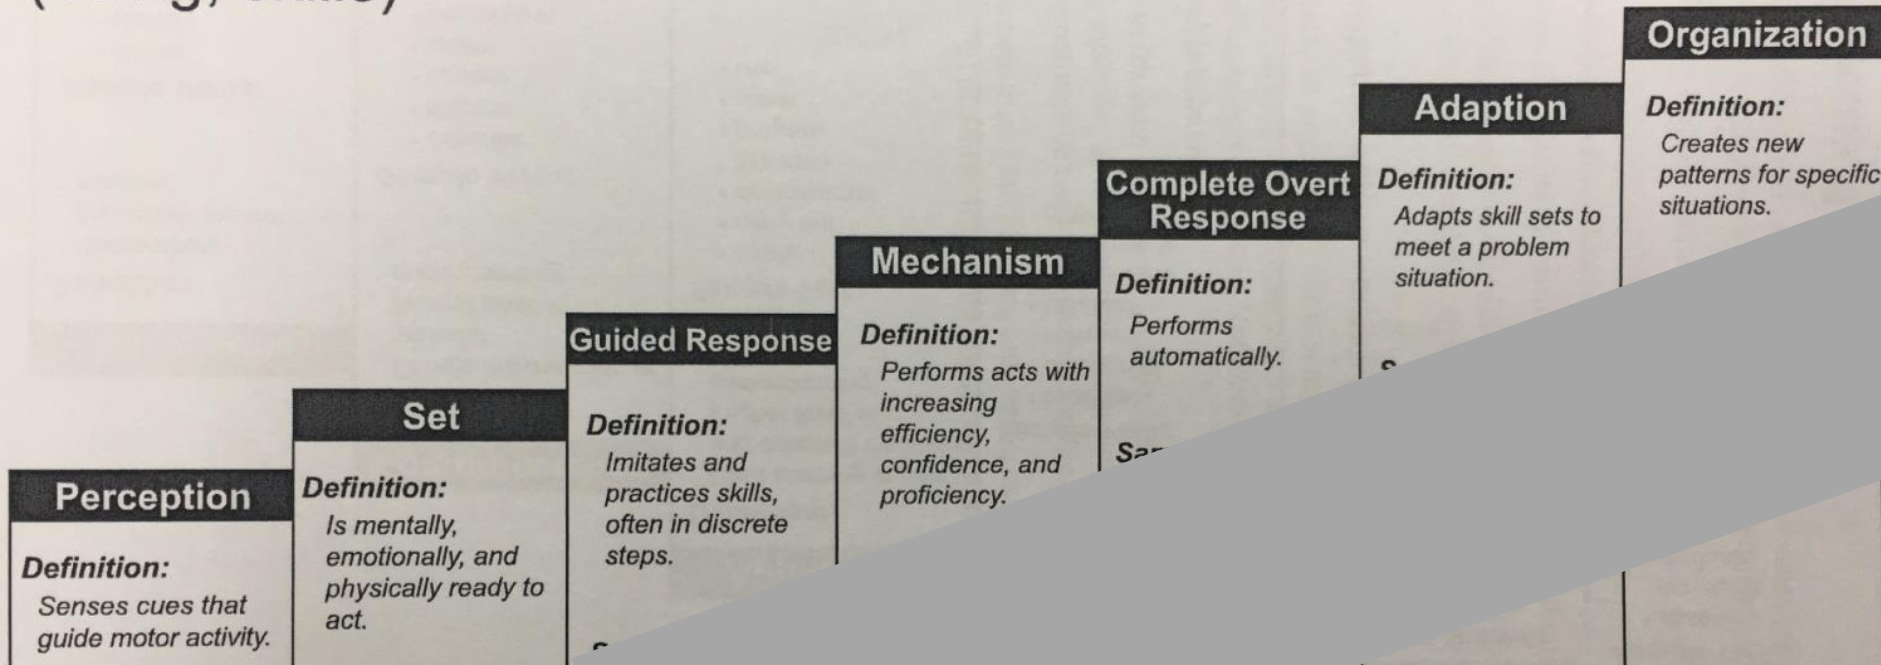 Perception
Definition:
Senses cues that
guide motor activity.
Set
Definition:
Is mentally,
emotionally, and
physically ready to
act.
Guided Response
Definition:
Imitates and
practices skills,
often in discrete
steps.
Mechanism
Definition:
Performs acts with
increasing
efficiency,
confidence, and
proficiency.
Complete Overt
Response
Definition:
Performs
automatically.
Adaption
Definition:
Adapts skill sets to
meet a problem
situation.
Organization
Definition:
Creates new
patterns for specific
situations.